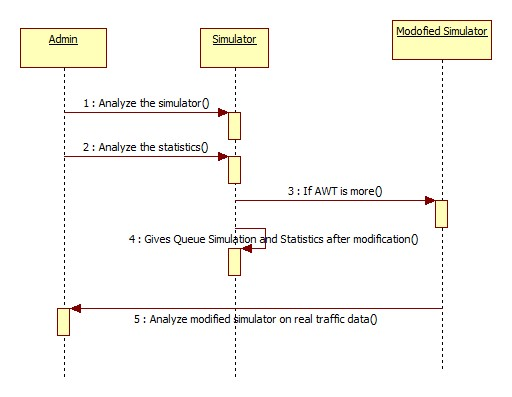 Admin
Simulator
Modofied Simulator
1 : Analyze the simulator()
2 : Analyze the statistics()
3 : If AWT is more()
4 : Gives Queue Simulation and Statistics after modification()
5 : Analyze modified simulator on real traffic data()